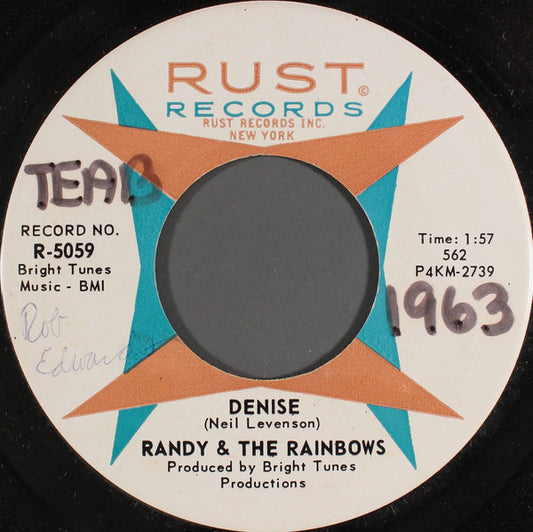 RUST ©
RECORDS
RUST RECORDS INC.
NEW YORK
TEAB
RECORD NO.
R-5059
Bright Tunes
Music - BMI
Time: 1:57
562
P4KM-2739
1963
Rob
DENISE
(Neil Levenson)
RANDY & THE RAINBOWS
Produced by Bright Tunes
Productions